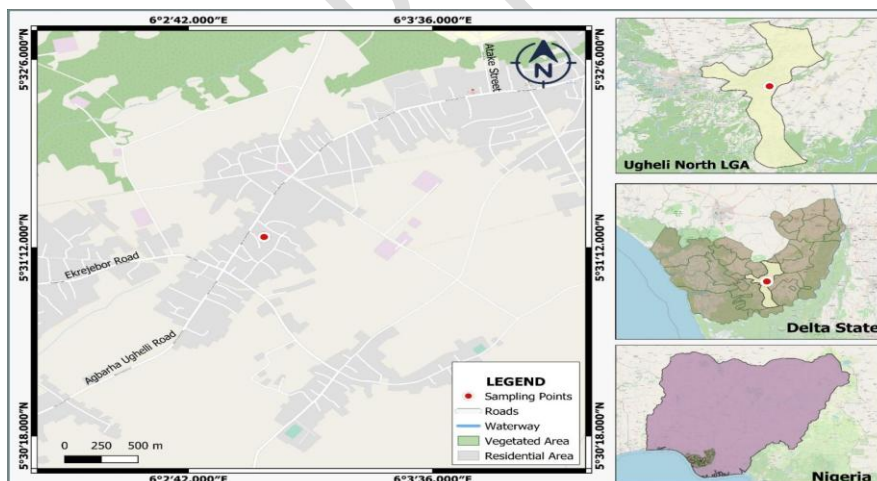 6°2'42.000"E
6°3'36.000"E
5°32'6.000"N
5°32'6.000"N
Atake Street
N
5°31'12.000"N
5°31'12.000"N
Ekrejebor Road
Agbarha Ughelli Road
5°30'18.000"N
5°30'18.000"N
0 250 500 m
LEGEND
Sampling Points
Roads
Waterway
Vegetated Area
Residential Area
6°2'42.000"E
6°3'36.000"E
Ugheli North LGA
Delta State
Nigeria